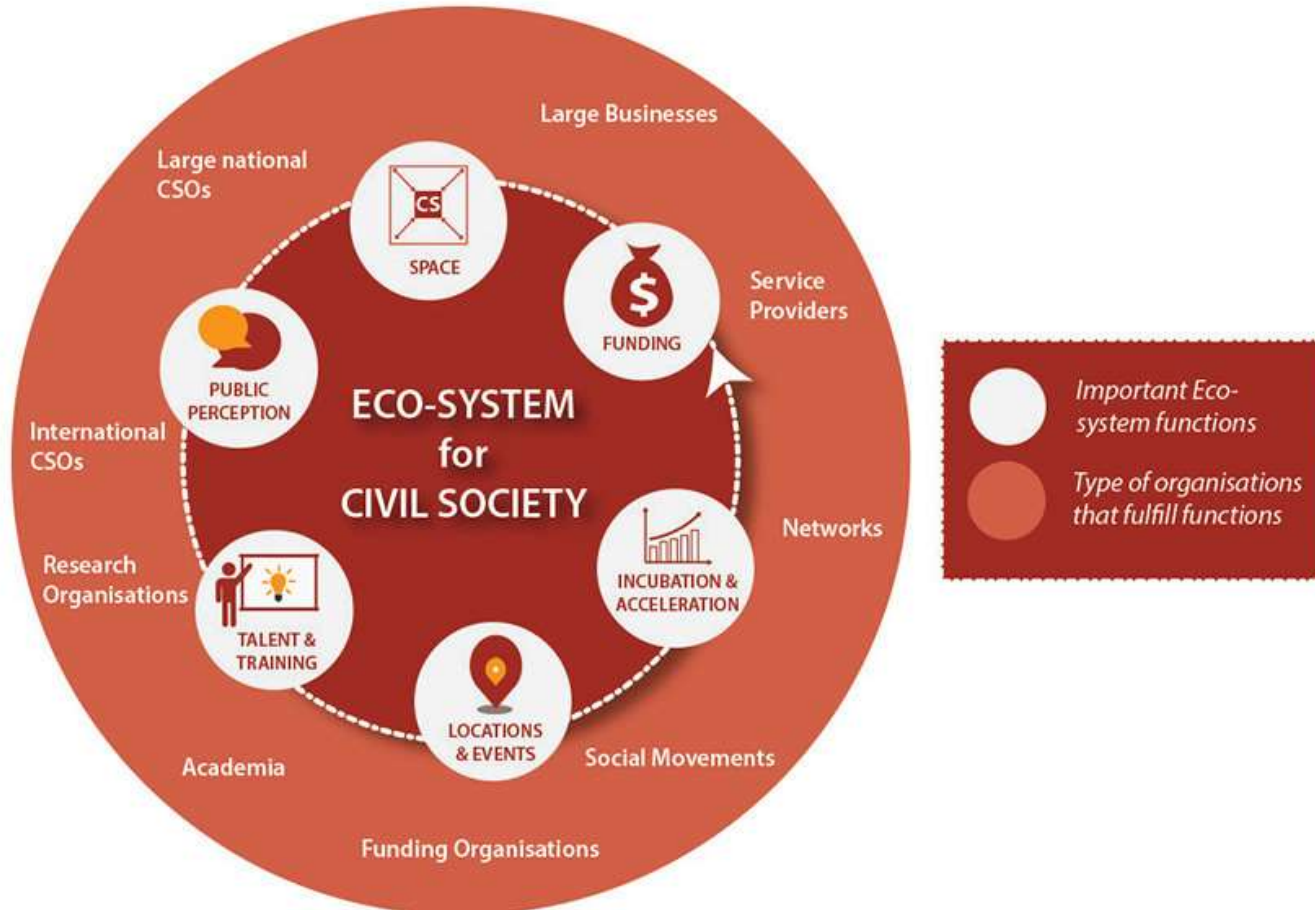 Large Businesses
Large national
CSOs
CS
SPACE
$
FUNDING
Service
Providers
PUBLIC
PERCEPTION
ECO-SYSTEM
for
CIVIL SOCIETY
International
CSOs
Networks
INCUBATION &
ACCELERATION
Research
Organisations
TALENT &
TRAINING
LOCATIONS
& EVENTS
Social Movements
Academia
Funding Organisations
Important Eco-
system functions
Type of organisations
that fulfill functions